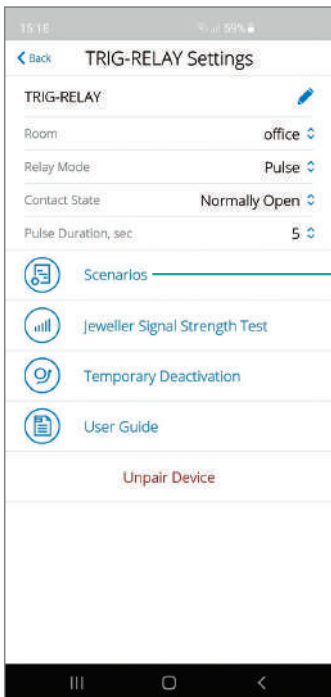 15:18 59%
Back TRIG-RELAY Settings
TRIG-RELAY
Room office
Relay Mode Pulse
Contact State Normally Open
Pulse Duration, sec 5
Scenarios
Jeweller Signal Strength Test
Temporary Deactivation
User Guide
Unpair Device